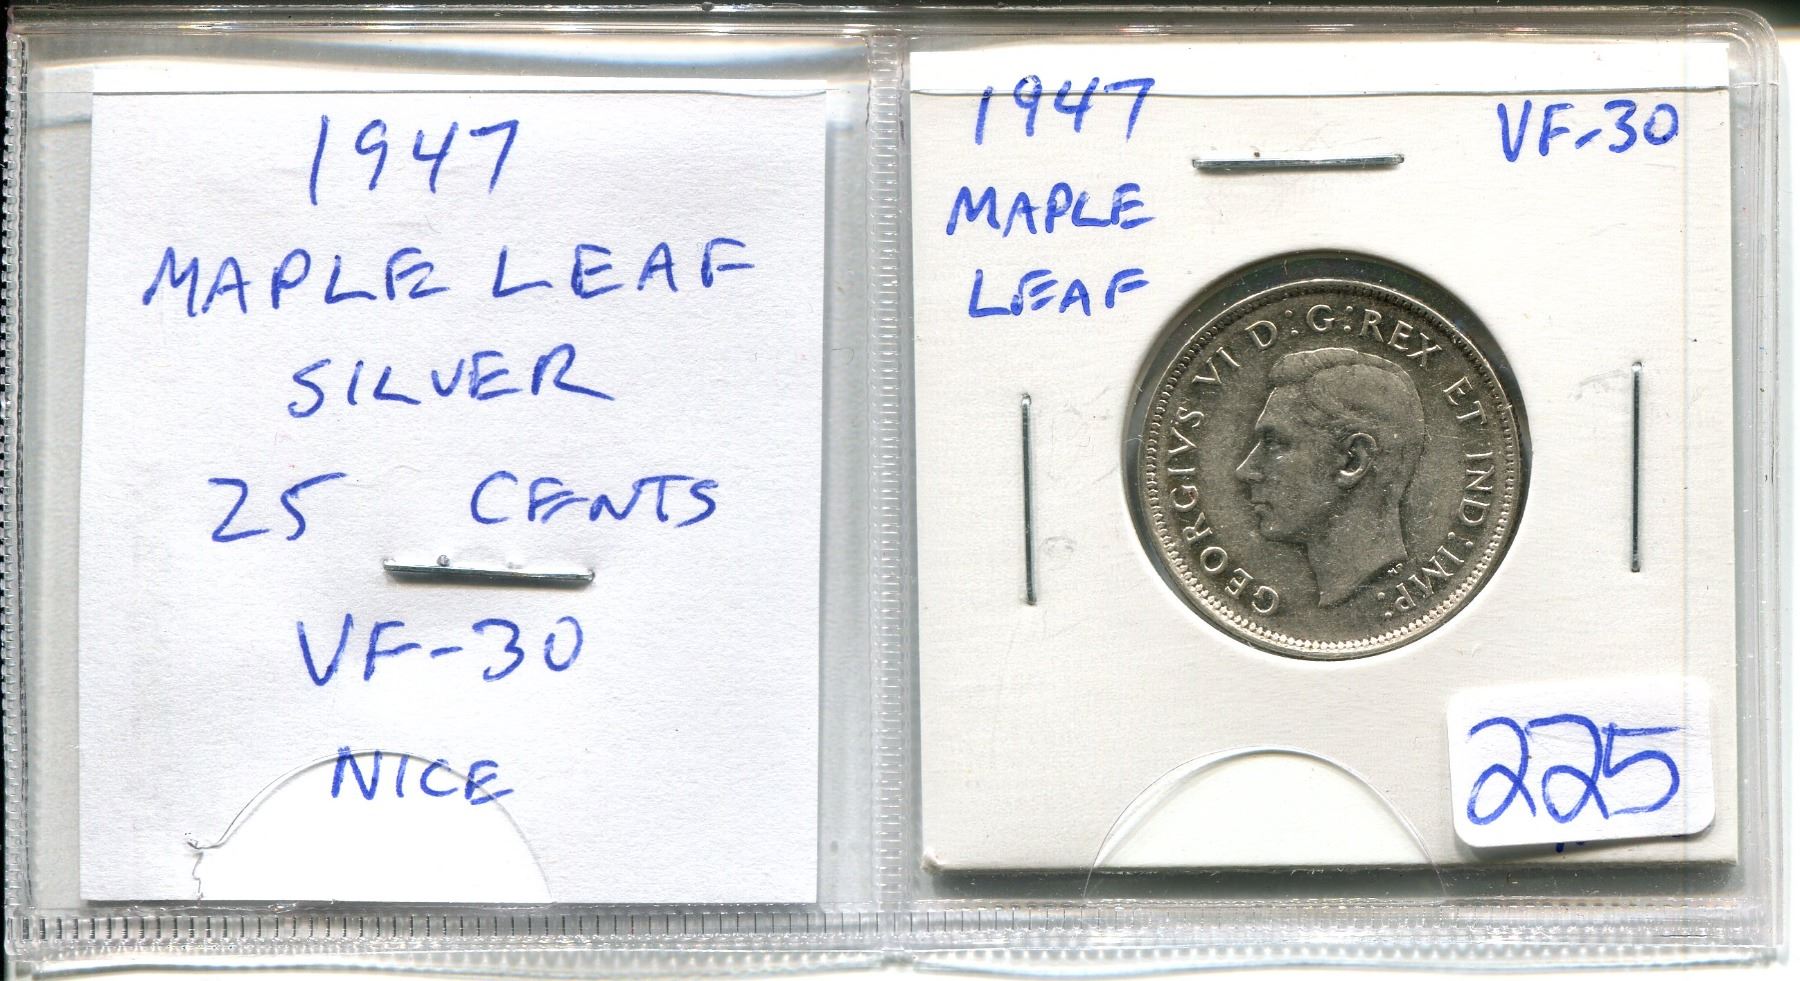 1947
MAPLE LEAF
SILVER
25 CENTS
VF-30
NICE
1947
MAPLE
LEAF
VF-30
GEORGIVS VI D:G:REX ET IND:IMP:
HP
225